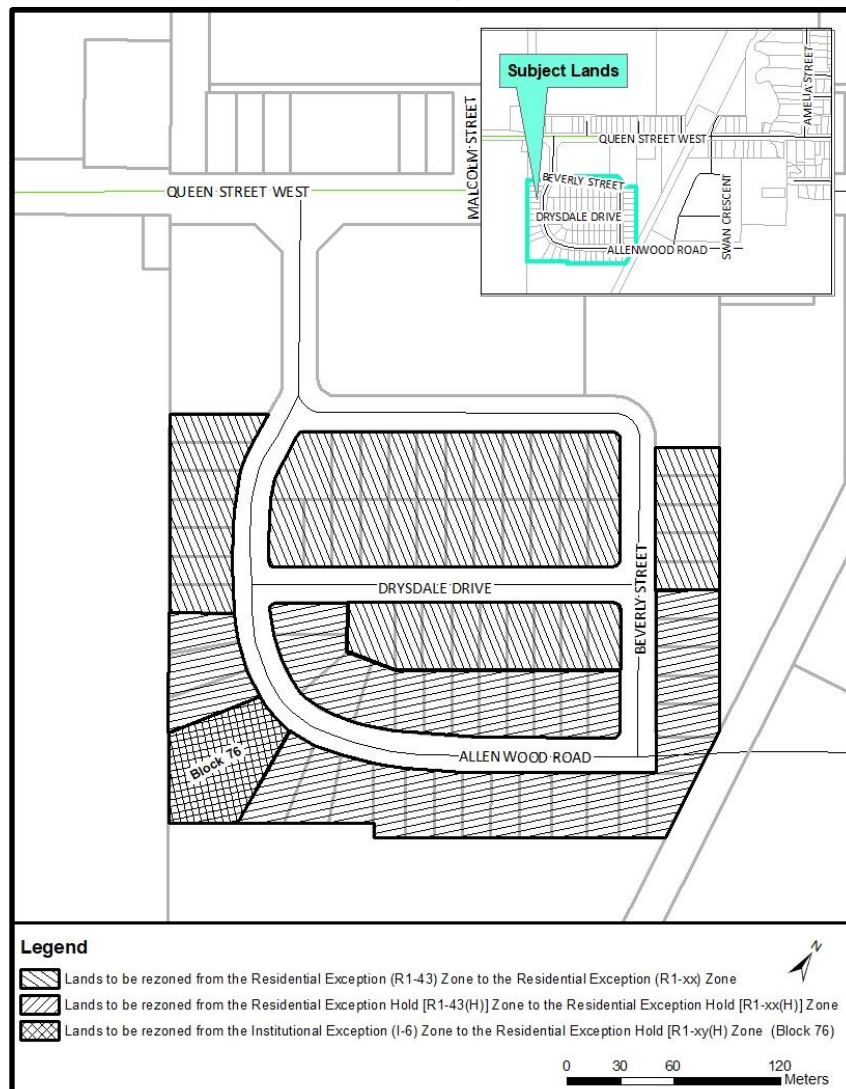 Subject Lands
AMELIA STREET
MALCOLM STREET
QUEEN STREET WEST
BEVERLY STREET
DRYSDALE DRIVE
SWAN CRESCENT
ALLENWOOD ROAD
QUEEN STREET WEST
DRYSDALE DRIVE
BEVERLY STREET
ALLENWOOD ROAD
Block 76
Legend
N
Lands to be rezoned from the Residential Exception (R1-43) Zone to the Residential Exception (R1-xx) Zone
Lands to be rezoned from the Residential Exception Hold [R1-43(H)] Zone to the Residential Exception Hold [R1-xx(H)] Zone
Lands to be rezoned from the Institutional Exception (I-6) Zone to the Residential Exception Hold [R1-xy(H) Zone (Block 76)
0 30 60 120
Meters